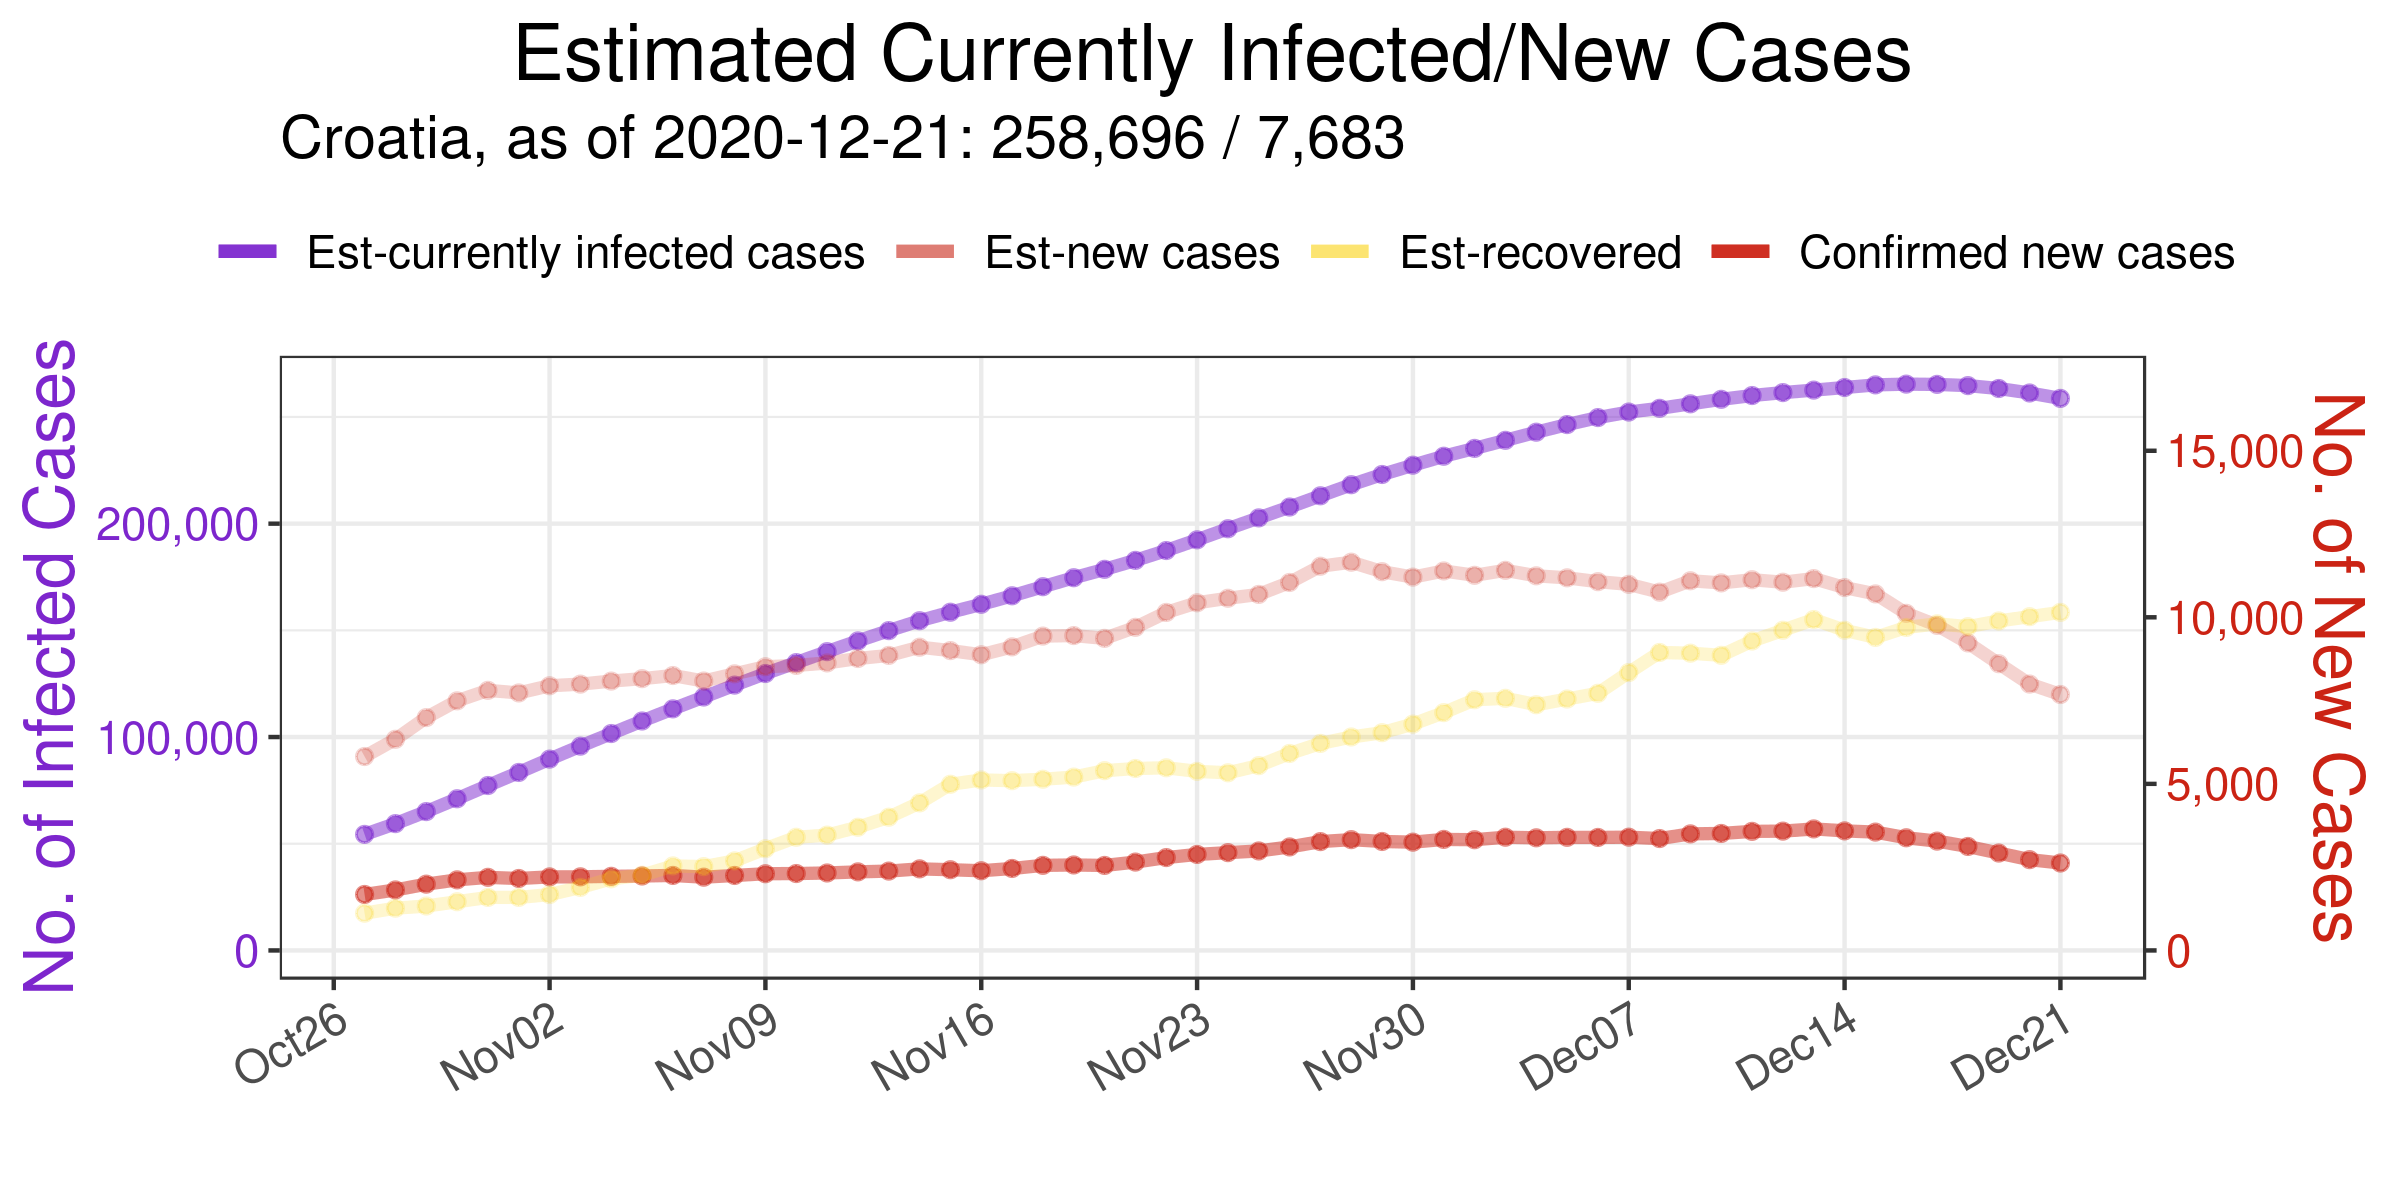 Estimated Currently Infected/New Cases
Croatia, as of 2020-12-21: 258,696 / 7,683
Est-currently infected cases Est-new cases Est-recovered Confirmed new cases
No. of Infected Cases
200,000
100,000
0
15,000
10,000
5,000
0
No. of New Cases
Oct26 Nov02 Nov09 Nov16 Nov23 Nov30 Dec07 Dec14 Dec21